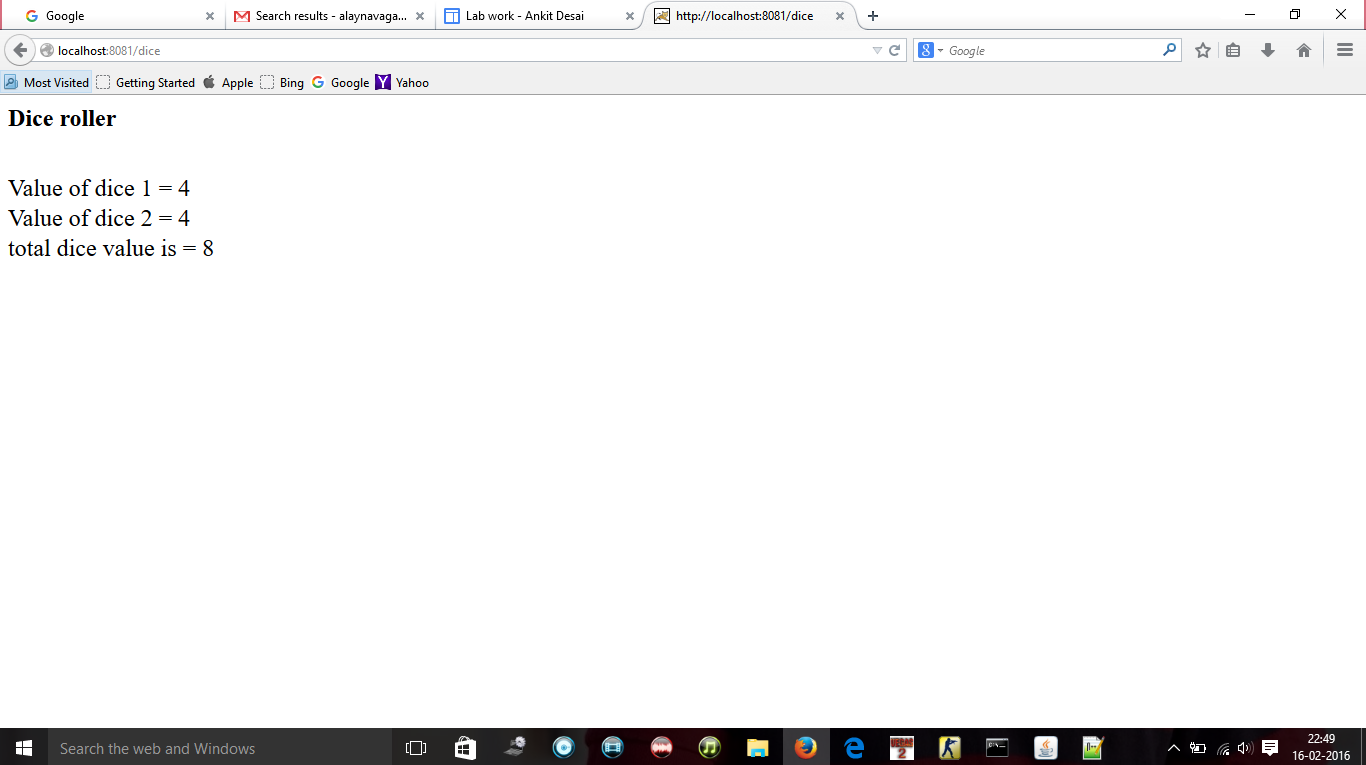 Google
Search results - alaynavaga...
Lab work - Ankit Desai
http://localhost:8081/dice
localhost:8081/dice
Google
Most Visited
Getting Started
Apple
Bing
Google
Yahoo
Dice roller
Value of dice 1 = 4
Value of dice 2 = 4
total dice value is = 8
Search the web and Windows
22:49
16-02-2016